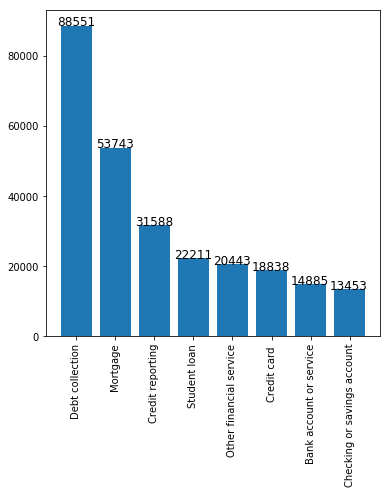 88551
53743
31588
22211
20443
18838
14885
13453
80000
60000
40000
20000
0
Debt collection
Mortgage
Credit reporting
Student loan
Other financial service
Credit card
Bank account or service
Checking or savings account